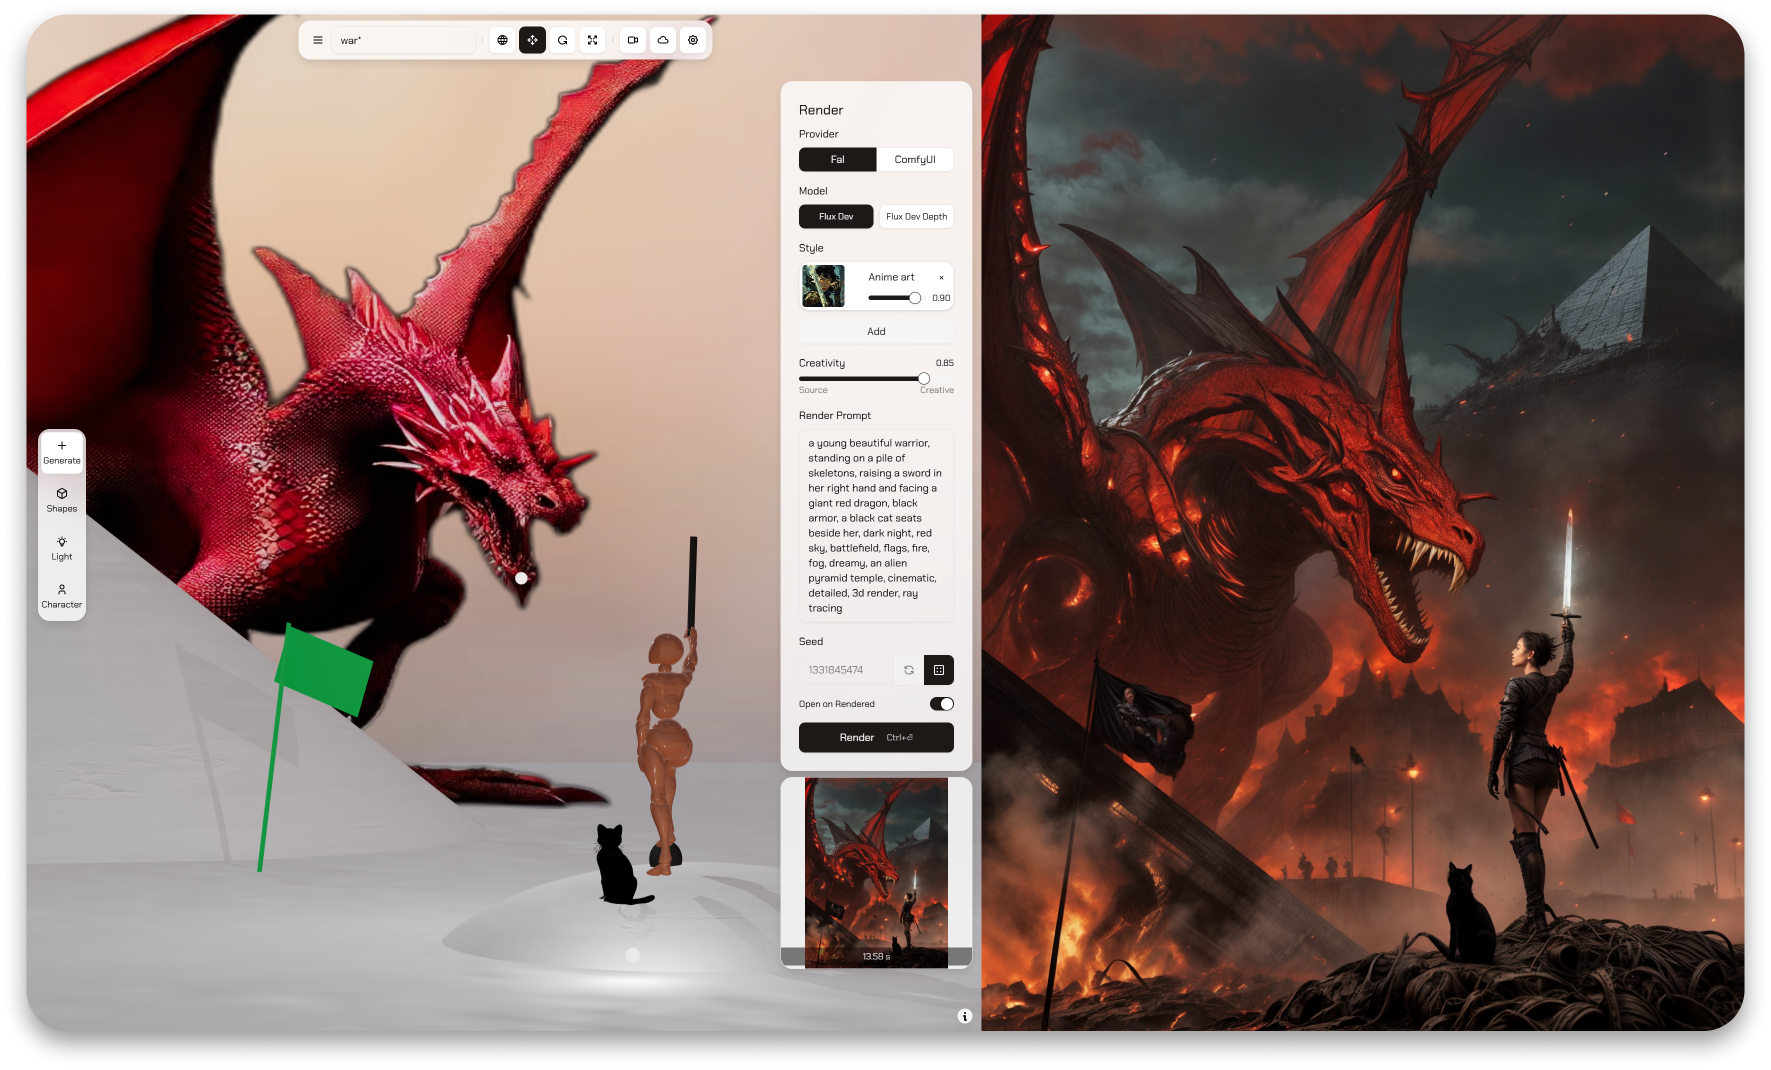 war*
Generate
Shapes
Light
Character
Render
Provider
Fal
ComfyUI
Model
Flux Dev
Flux Dev Depth
Style
Anime art
×
0.90
Add
Creativity
0.85
Source
Creative
Render Prompt
a young beautiful warrior,
standing on a pile of
skeletons, raising a sword in
her right hand and facing a
giant red dragon, black
armor, a black cat seats
beside her, dark night, red
sky, battlefield, flags, fire,
fog, dreamy, an alien
pyramid temple, cinematic,
detailed, 3d render, ray
tracing
Seed
1331845474
Open on Rendered
Render Ctrl+⏎
13.58 s